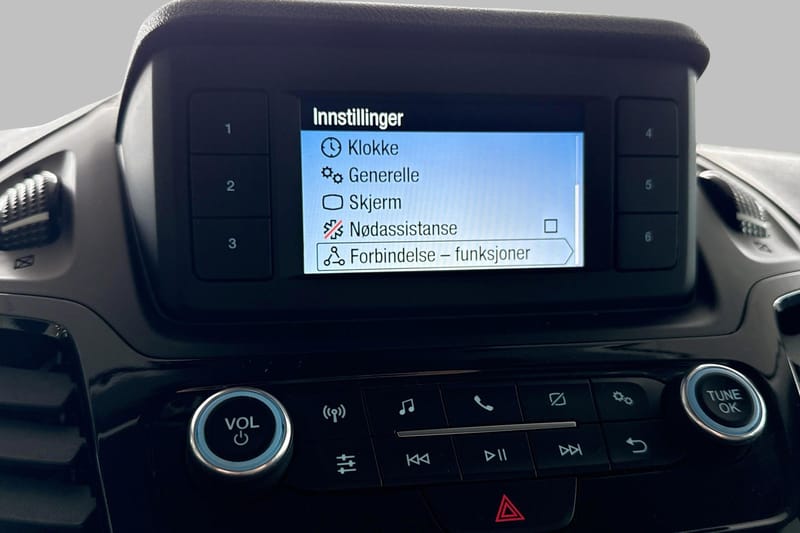 Innstillinger
Klokke
Generelle
Skjerm
Nødassistanse
Forbindelse – funksjoner
1
2
3
4
5
6
VOL
TUNE
OK